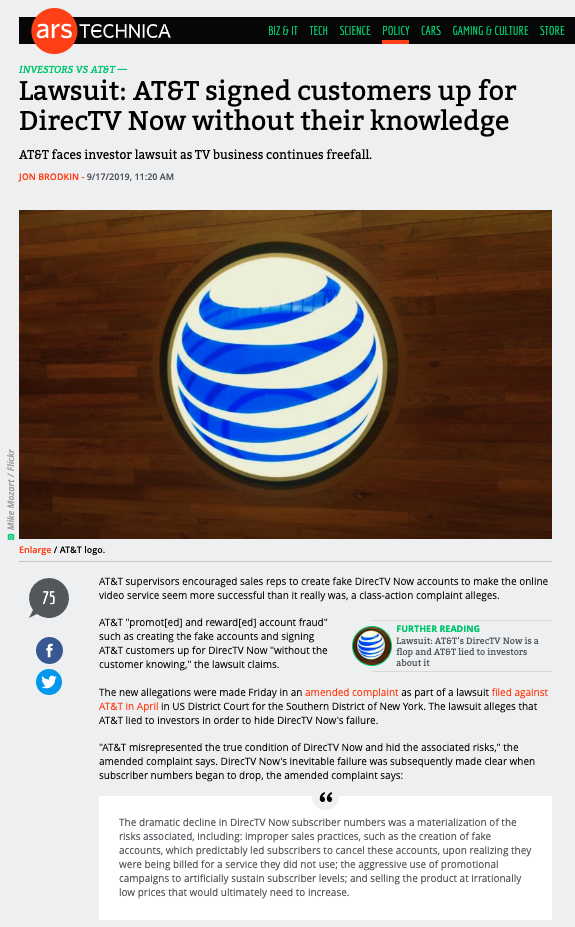 ars TECHNICA
BIZ & IT TECH SCIENCE POLICY CARS GAMING & CULTURE STORE
INVESTORS VS AT&T —
Lawsuit: AT&T signed customers up for
DirecTV Now without their knowledge
AT&T faces investor lawsuit as TV business continues freefall.
JON BRODKIN - 9/17/2019, 11:20 AM
Mike Mozart / Flickr
Enlarge / AT&T logo.
75
AT&T supervisors encouraged sales reps to create fake DirecTV Now accounts to make the online
video service seem more successful than it really was, a class-action complaint alleges.
AT&T "promot[ed] and reward[ed] account fraud"
such as creating the fake accounts and signing
AT&T customers up for DirecTV Now "without the
customer knowing," the lawsuit claims.
FURTHER READING
Lawsuit: AT&T's DirecTV Now is a
flop and AT&T lied to investors
about it
The new allegations were made Friday in an amended complaint as part of a lawsuit filed against
AT&T in April in US District Court for the Southern District of New York. The lawsuit alleges that
AT&T lied to investors in order to hide DirecTV Now's failure.
"AT&T misrepresented the true condition of DirecTV Now and hid the associated risks," the
amended complaint says. DirecTV Now's inevitable failure was subsequently made clear when
subscriber numbers began to drop, the amended complaint says:
“
The dramatic decline in DirecTV Now subscriber numbers was a materialization of the
risks associated, including: improper sales practices, such as the creation of fake
accounts, which predictably led subscribers to cancel these accounts, upon realizing they
were being billed for a service they did not use; the aggressive use of promotional
campaigns to artificially sustain subscriber levels; and selling the product at irrationally
low prices that would ultimately need to increase.